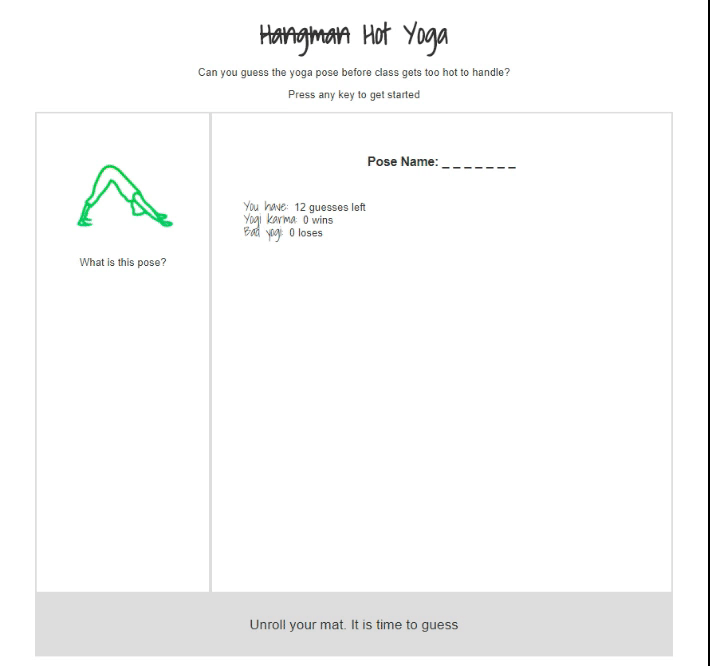 Hangman Hot Yoga
Can you guess the yoga pose before class gets too hot to handle?
Press any key to get started
Pose Name: _ _ _ _ _ _ _
You have: 12 guesses left
Yogi karma: 0 wins
Bad yogi: 0 loses
What is this pose?
Unroll your mat. It is time to guess